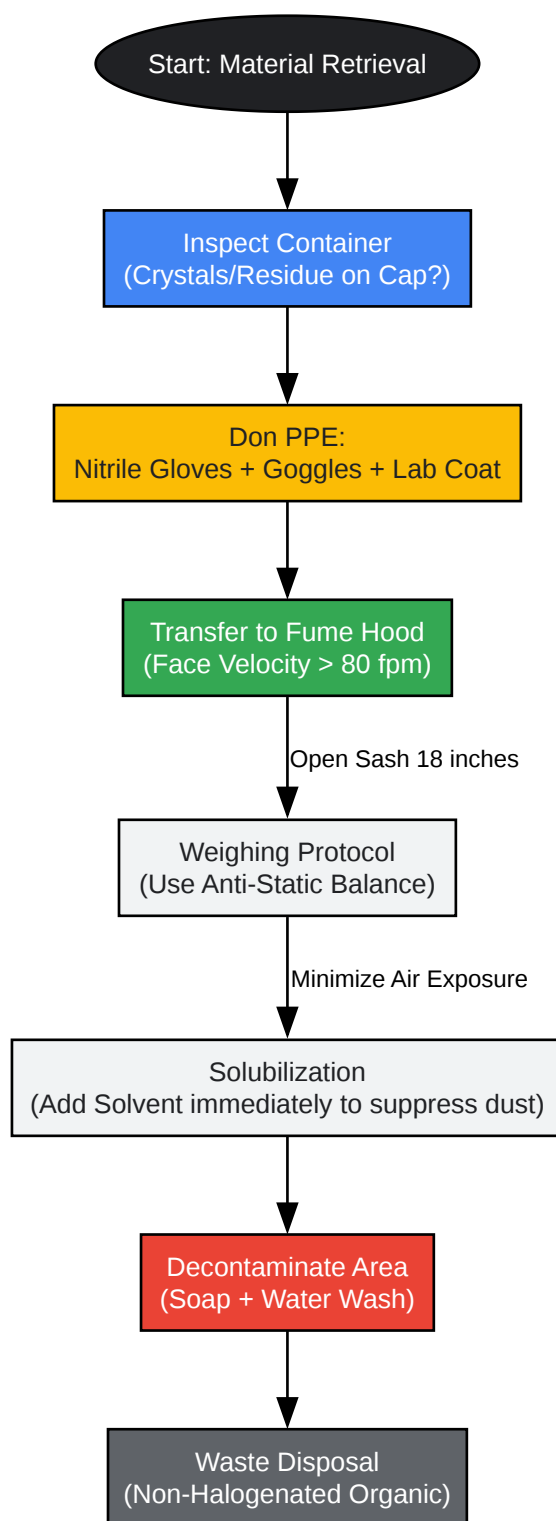 Start: Material Retrieval
Inspect Container
(Crystals/Residue on Cap?)
Don PPE:
Nitrile Gloves + Goggles + Lab Coat
Transfer to Fume Hood
(Face Velocity > 80 fpm)
Open Sash 18 inches
Weighing Protocol
(Use Anti-Static Balance)
Minimize Air Exposure
Solubilization
(Add Solvent immediately to suppress dust)
Decontaminate Area
(Soap + Water Wash)
Waste Disposal
(Non-Halogenated Organic)